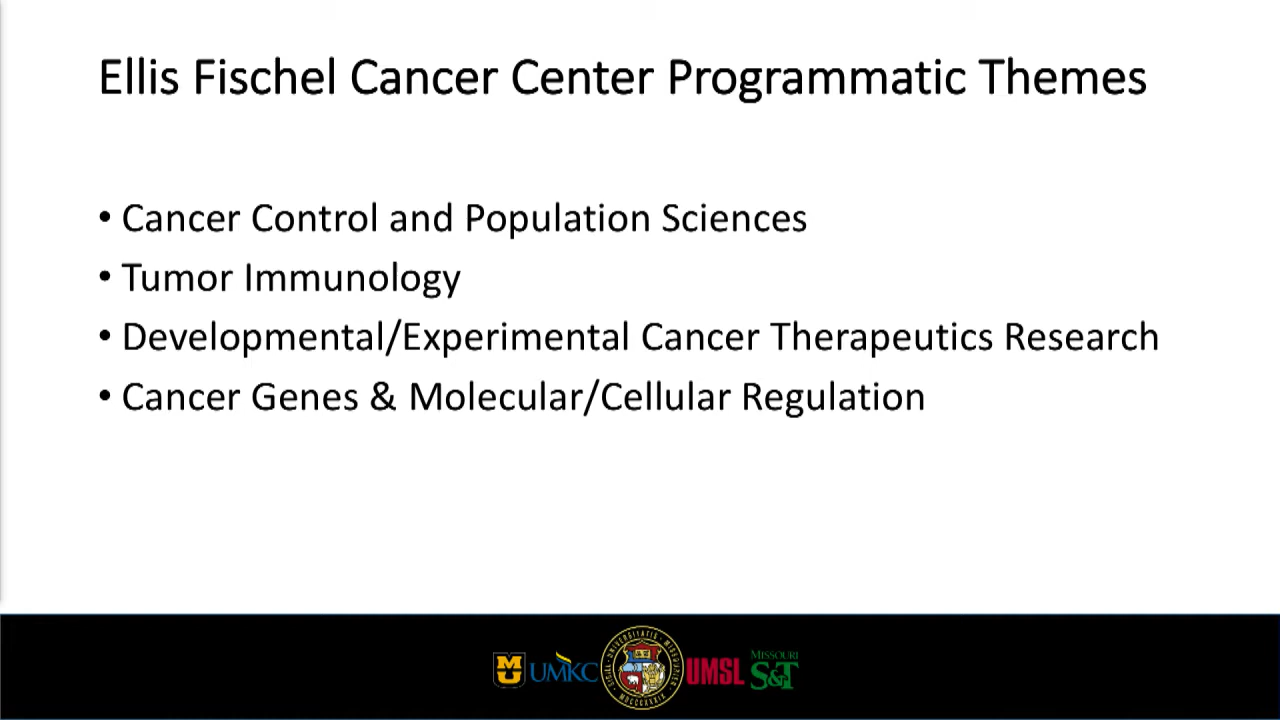 Ellis Fischel Cancer Center Programmatic Themes
• Cancer Control and Population Sciences
• Tumor Immunology
• Developmental/Experimental Cancer Therapeutics Research
• Cancer Genes & Molecular/Cellular Regulation
UMKC
UMSL
MISSOURI
S&T